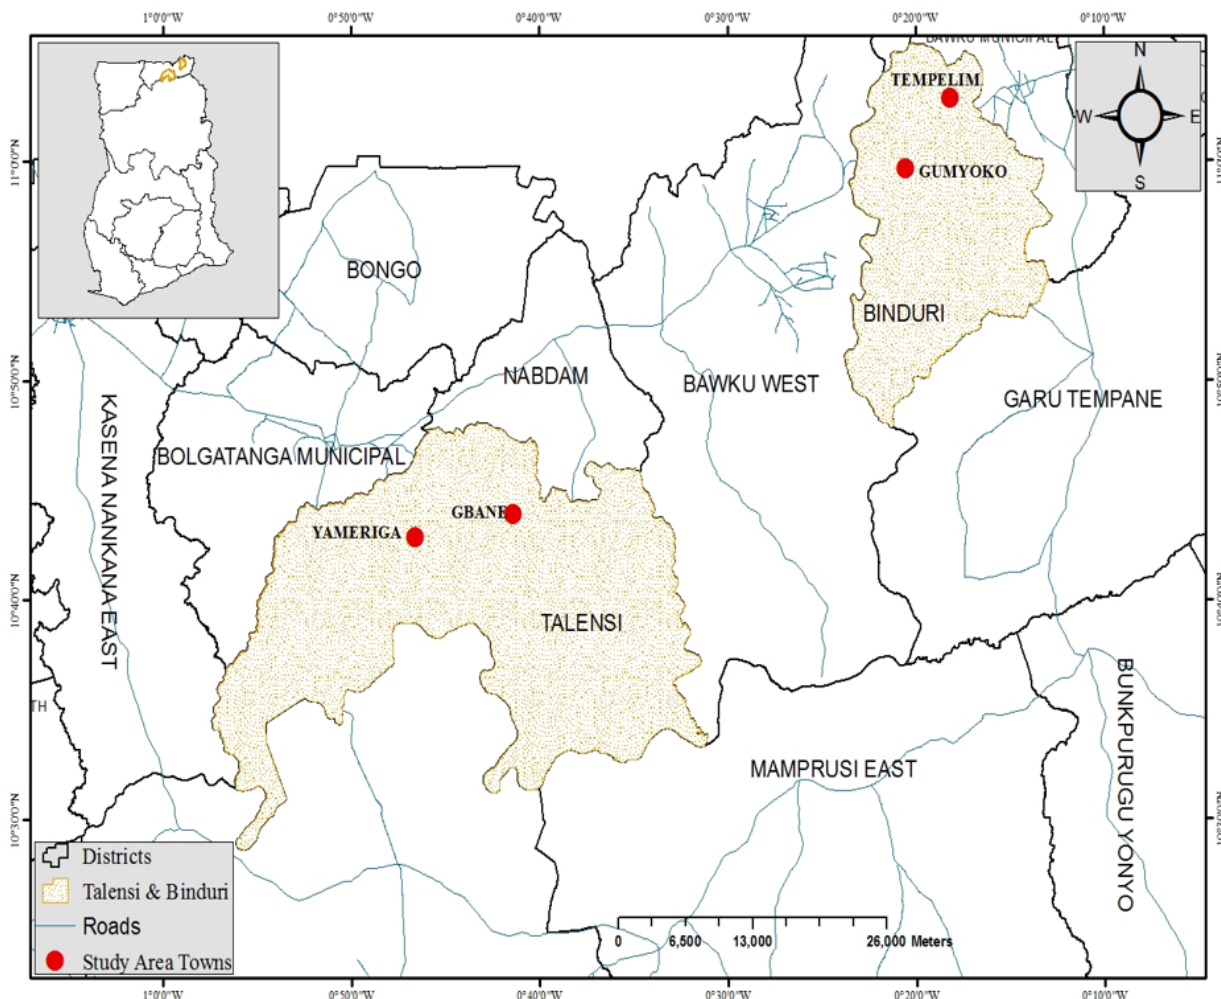 1°0'0"W 0°50'0"W 0°40'0"W 0°30'0"W 0°20'0"W 0°10'0"W
BAWKU MUNICIPAL
N
W E
S
TEMPELIM
GUMYOKO
11°0'0"N
BONGO
BINDURI
NABDAM
BAWKU WEST
10°50'0"N
GARU TEMPANE
KASENA NANKANA EAST
BOLGATANGA MUNICIPAL
GBANE
YAMERIGA
10°40'0"N
TALENSI
TH
BUNKPURUGU YONYO
MAMPRUSI EAST
10°30'0"N
Districts
Talensi & Binduri
Roads
Study Area Towns
0 6,500 13,000 26,000 Meters
1°0'0"W 0°50'0"W 0°40'0"W 0°30'0"W 0°20'0"W 0°10'0"W